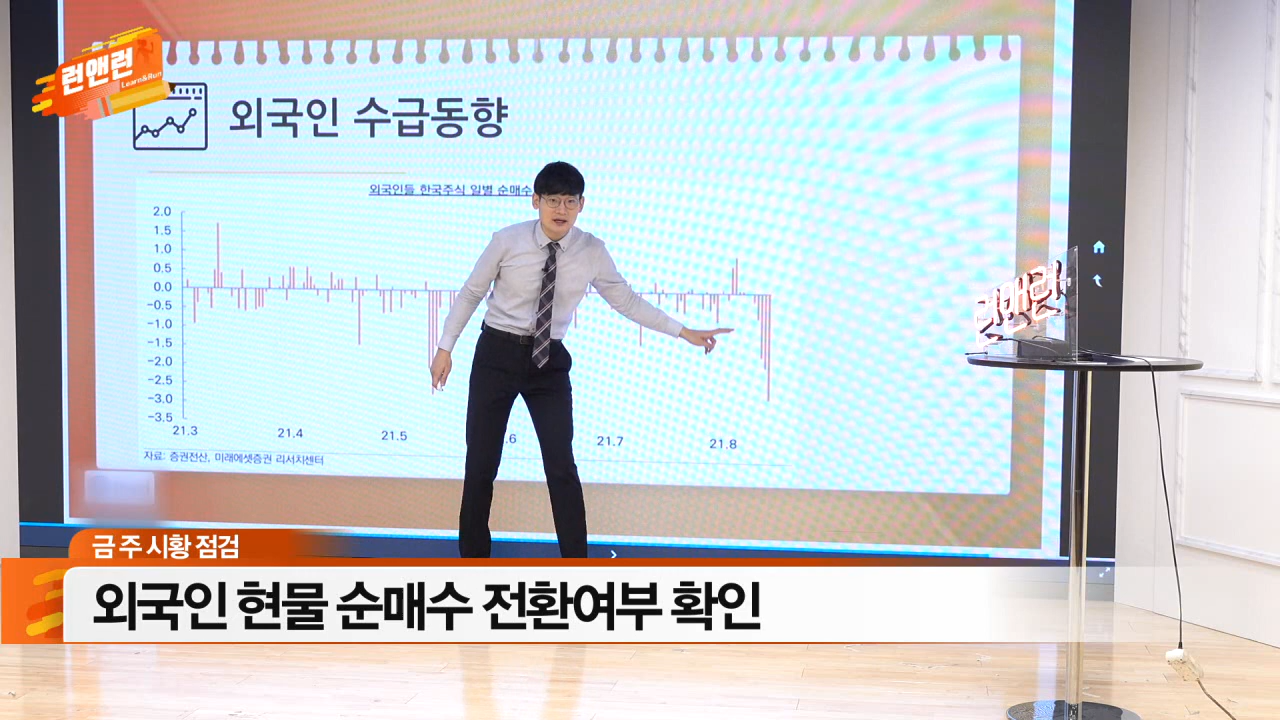 런앤런
Learn&Run
외국인 수급동향
외국인들 한국주식 일별 순매수
2.0
1.5
1.0
0.5
0.0
−0.5
−1.0
−1.5
−2.0
−2.5
−3.0
−3.5
21.3
21.4
21.5
.6
21.7
21.8
자료: 증권전산, 미래에셋증권 리서치센터
런앤런
금주 시황 점검
외국인 현물 순매수 전환여부 확인